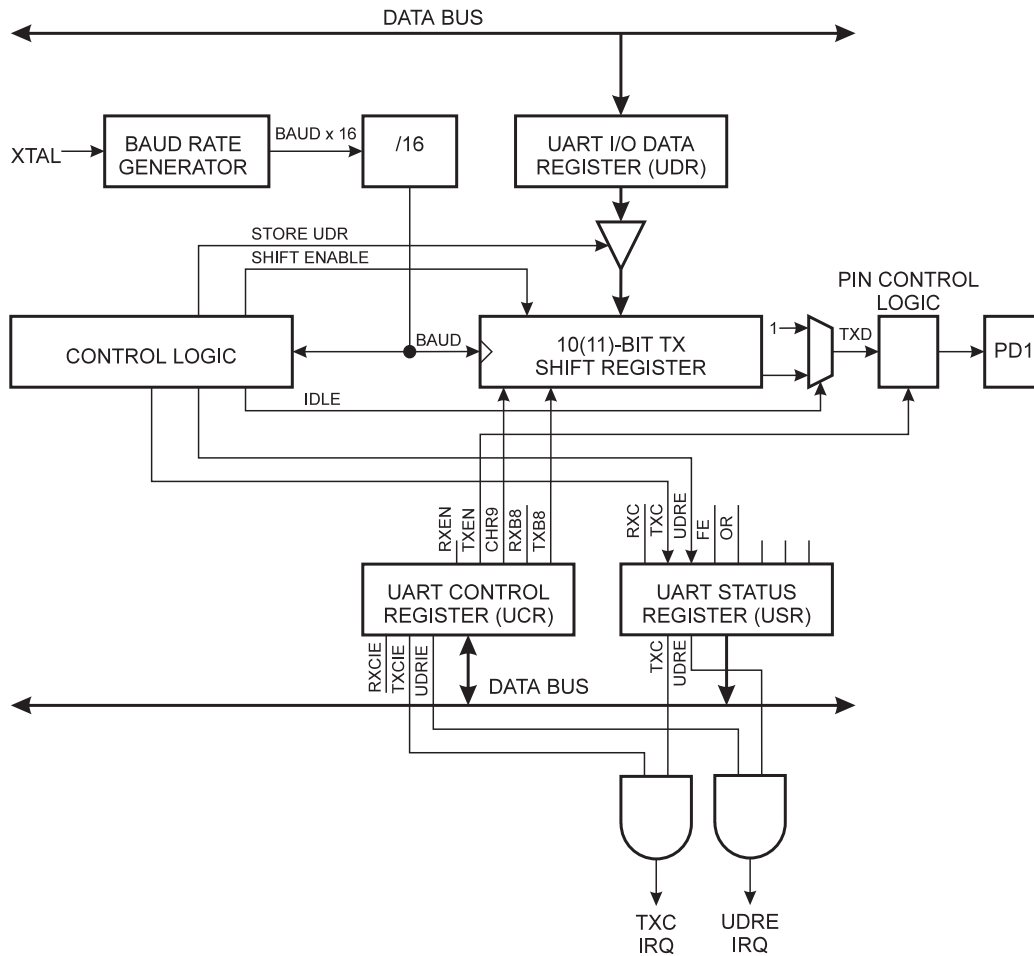 DATA BUS
XTAL
BAUD RATE
GENERATOR
BAUD x 16
/16
UART I/O DATA
REGISTER (UDR)
STORE UDR
SHIFT ENABLE
PIN CONTROL
LOGIC
CONTROL LOGIC
BAUD
10(11)-BIT TX
SHIFT REGISTER
1
TXD
PD1
IDLE
RXEN
TXEN
CHR9
RXB8
TXB8
RXC
TXC
UDRE
FE
OR
UART CONTROL
REGISTER (UCR)
UART STATUS
REGISTER (USR)
RXCIE
TXCIE
UDRIE
TXC
UDRE
DATA BUS
TXC
IRQ
UDRE
IRQ